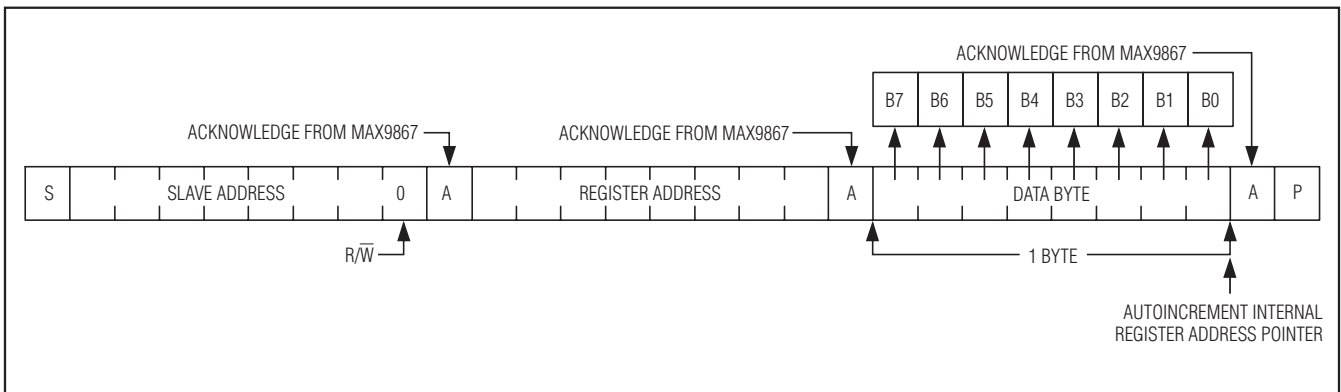 ACKNOWLEDGE FROM MAX9867
B7 B6 B5 B4 B3 B2 B1 B0
ACKNOWLEDGE FROM MAX9867 ACKNOWLEDGE FROM MAX9867
S SLAVE ADDRESS 0 A REGISTER ADDRESS A DATA BYTE A P
R/W̅ 1 BYTE
AUTOINCREMENT INTERNAL
REGISTER ADDRESS POINTER